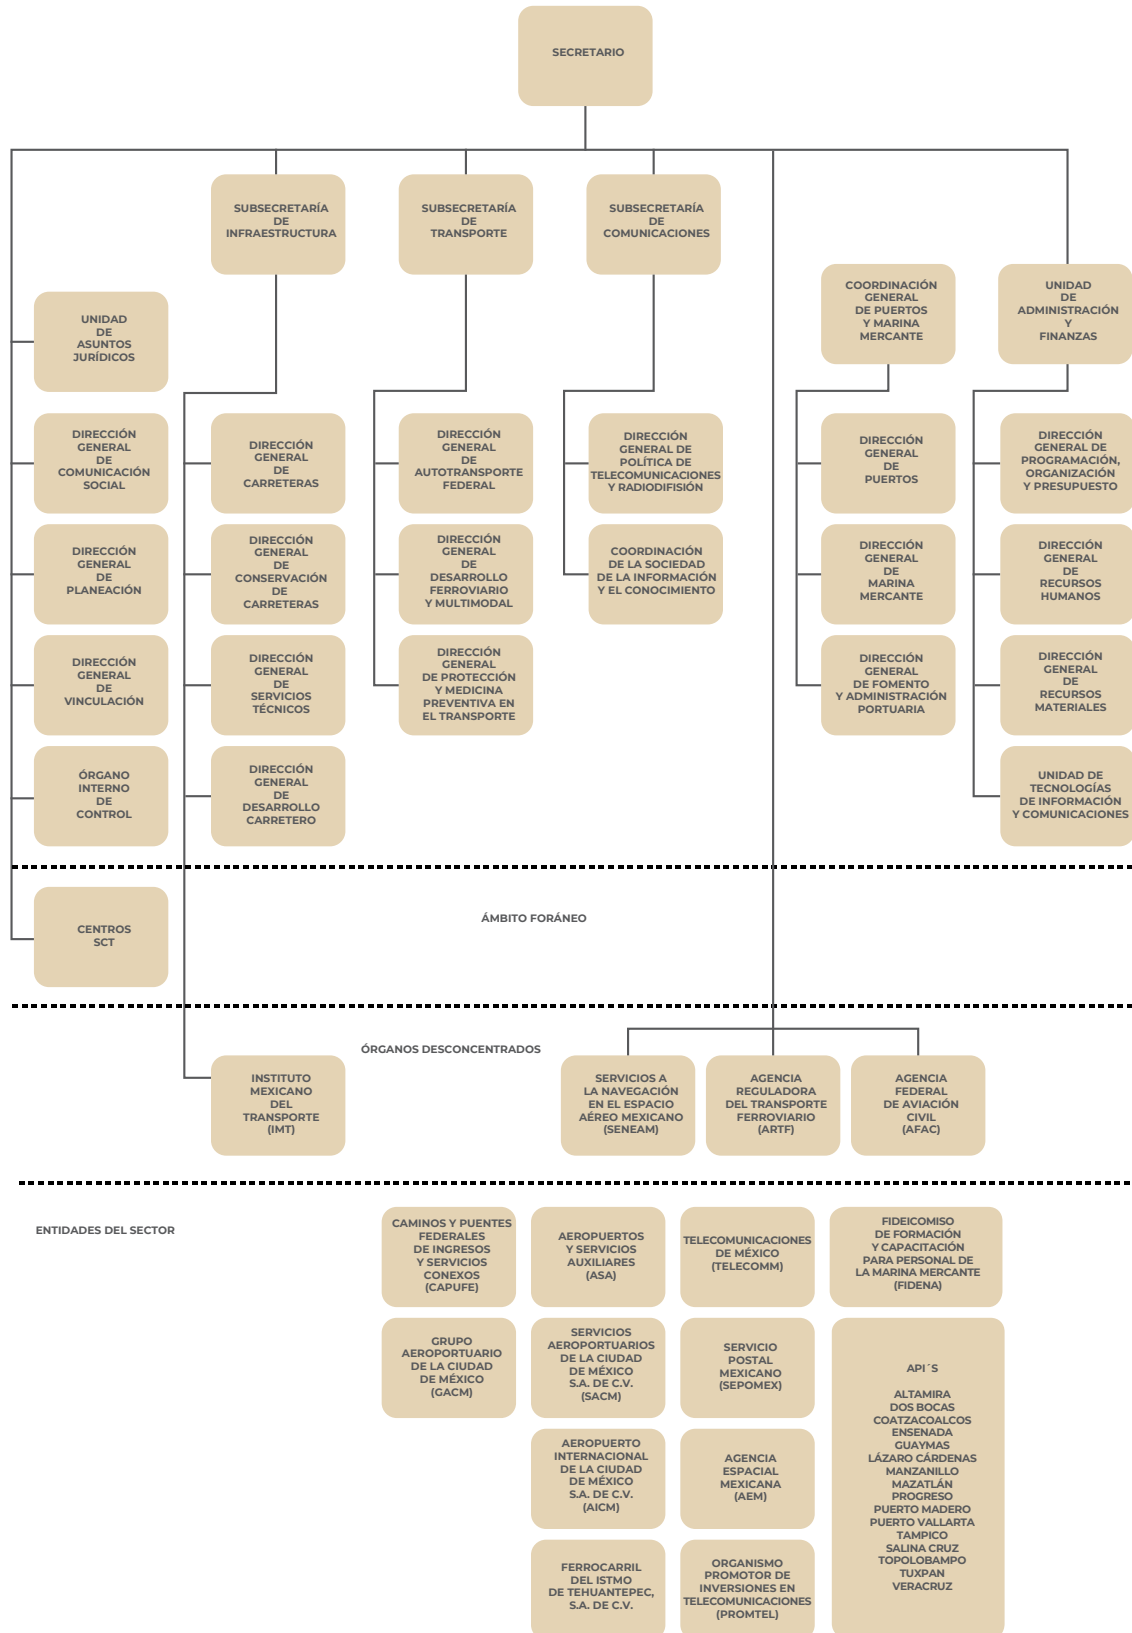 SECRETARIO
SUBSECRETARÍA
DE
INFRAESTRUCTURA
SUBSECRETARÍA
DE
TRANSPORTE
SUBSECRETARÍA
DE
COMUNICACIONES
COORDINACIÓN
GENERAL
DE PUERTOS
Y MARINA
MERCANTE
UNIDAD
DE
ADMINISTRACIÓN
Y
FINANZAS
UNIDAD
DE
ASUNTOS
JURÍDICOS
DIRECCIÓN
GENERAL
DE
COMUNICACIÓN
SOCIAL
DIRECCIÓN
GENERAL
DE
CARRETERAS
DIRECCIÓN
GENERAL
DE
AUTOTRANSPORTE
FEDERAL
DIRECCIÓN
GENERAL DE
POLÍTICA DE
TELECOMUNICACIONES
Y RADIODIFISIÓN
DIRECCIÓN
GENERAL
DE
PUERTOS
DIRECCIÓN
GENERAL DE
PROGRAMACIÓN,
ORGANIZACIÓN
Y PRESUPUESTO
DIRECCIÓN
GENERAL
DE
PLANEACIÓN
DIRECCIÓN
GENERAL
DE
CONSERVACIÓN
DE
CARRETERAS
DIRECCIÓN
GENERAL
DE
DESARROLLO
FERROVIARIO
Y MULTIMODAL
COORDINACIÓN
DE LA SOCIEDAD
DE LA INFORMACIÓN
Y EL CONOCIMIENTO
DIRECCIÓN
GENERAL
DE
MARINA
MERCANTE
DIRECCIÓN
GENERAL
DE
RECURSOS
HUMANOS
DIRECCIÓN
GENERAL
DE
VINCULACIÓN
DIRECCIÓN
GENERAL
DE
SERVICIOS
TÉCNICOS
DIRECCIÓN
GENERAL
DE PROTECCIÓN
Y MEDICINA
PREVENTIVA EN
EL TRANSPORTE
DIRECCIÓN
GENERAL
DE FOMENTO
Y ADMINISTRACIÓN
PORTUARIA
DIRECCIÓN
GENERAL
DE
RECURSOS
MATERIALES
ÓRGANO
INTERNO
DE
CONTROL
DIRECCIÓN
GENERAL
DE
DESARROLLO
CARRETERO
UNIDAD DE
TECNOLOGÍAS
DE INFORMACIÓN
Y COMUNICACIONES
CENTROS
SCT
ÁMBITO FORÁNEO
ÓRGANOS DESCONCENTRADOS
INSTITUTO
MEXICANO
DEL
TRANSPORTE
(IMT)
SERVICIOS A
LA NAVEGACIÓN
EN EL ESPACIO
AÉREO MEXICANO
(SENEAM)
AGENCIA
REGULADORA
DEL TRANSPORTE
FERROVIARIO
(ARTF)
AGENCIA
FEDERAL
DE AVIACIÓN
CIVIL
(AFAC)
ENTIDADES DEL SECTOR
CAMINOS Y PUENTES
FEDERALES
DE INGRESOS
Y SERVICIOS
CONEXOS
(CAPUFE)
AEROPUERTOS
Y SERVICIOS
AUXILIARES
(ASA)
TELECOMUNICACIONES
DE MÉXICO
(TELECOMM)
FIDEICOMISO
DE FORMACIÓN
Y CAPACITACIÓN
PARA PERSONAL DE
LA MARINA MERCANTE
(FIDENA)
GRUPO
AEROPORTUARIO
DE LA CIUDAD
DE MÉXICO
(GACM)
SERVICIOS
AEROPORTUARIOS
DE LA CIUDAD
DE MÉXICO
S.A. DE C.V.
(SACM)
SERVICIO
POSTAL
MEXICANO
(SEPOMEX)
API´S
ALTAMIRA
DOS BOCAS
COATZACOALCOS
ENSENADA
GUAYMAS
LÁZARO CÁRDENAS
MANZANILLO
MAZATLÁN
PROGRESO
PUERTO MADERO
PUERTO VALLARTA
TAMPICO
SALINA CRUZ
TOPOLOBAMPO
TUXPAN
VERACRUZ
AEROPUERTO
INTERNACIONAL
DE LA CIUDAD
DE MÉXICO
S.A. DE C.V.
(AICM)
AGENCIA
ESPACIAL
MEXICANA
(AEM)
FERROCARRIL
DEL ISTMO
DE TEHUANTEPEC,
S.A. DE C.V.
ORGANISMO
PROMOTOR DE
INVERSIONES EN
TELECOMUNICACIONES
(PROMTEL)